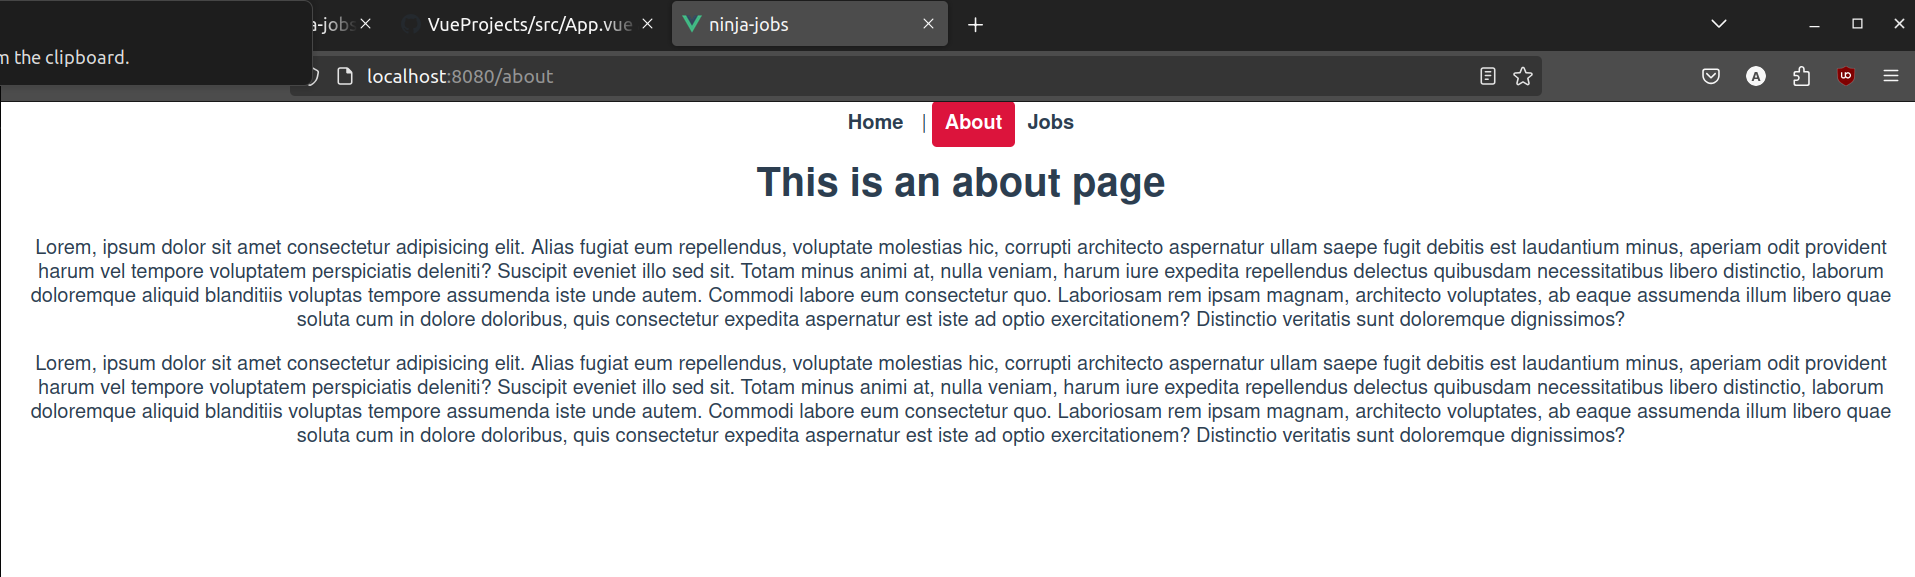 a-jobs
VueProjects/src/App.vue
ninja-jobs
m the clipboard.
localhost:8080/about
A
Home | About Jobs
This is an about page
Lorem, ipsum dolor sit amet consectetur adipisicing elit. Alias fugiat eum repellendus, voluptate molestias hic, corrupti architecto aspernatur ullam saepe fugit debitis est laudantium minus, aperiam odit provident
harum vel tempore voluptatem perspiciatis deleniti? Suscipit eveniet illo sed sit. Totam minus animi at, nulla veniam, harum iure expedita repellendus delectus quibusdam necessitatibus libero distinctio, laborum
doloremque aliquid blanditiis voluptas tempore assumenda iste unde autem. Commodi labore eum consectetur quo. Laboriosam rem ipsam magnam, architecto voluptates, ab eaque assumenda illum libero quae
soluta cum in dolore doloribus, quis consectetur expedita aspernatur est iste ad optio exercitationem? Distinctio veritatis sunt doloremque dignissimos?
Lorem, ipsum dolor sit amet consectetur adipisicing elit. Alias fugiat eum repellendus, voluptate molestias hic, corrupti architecto aspernatur ullam saepe fugit debitis est laudantium minus, aperiam odit provident
harum vel tempore voluptatem perspiciatis deleniti? Suscipit eveniet illo sed sit. Totam minus animi at, nulla veniam, harum iure expedita repellendus delectus quibusdam necessitatibus libero distinctio, laborum
doloremque aliquid blanditiis voluptas tempore assumenda iste unde autem. Commodi labore eum consectetur quo. Laboriosam rem ipsam magnam, architecto voluptates, ab eaque assumenda illum libero quae
soluta cum in dolore doloribus, quis consectetur expedita aspernatur est iste ad optio exercitationem? Distinctio veritatis sunt doloremque dignissimos?